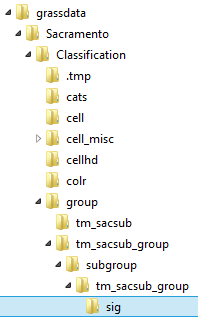 grassdata
Sacramento
Classification
.tmp
cats
cell
cell_misc
cellhd
colr
group
tm_sacsub
tm_sacsub_group
subgroup
tm_sacsub_group
sig